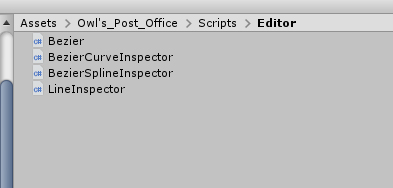 Assets > Owl's_Post_Office > Scripts > Editor
C# Bezier
C# BezierCurveInspector
C# BezierSplineInspector
C# LineInspector